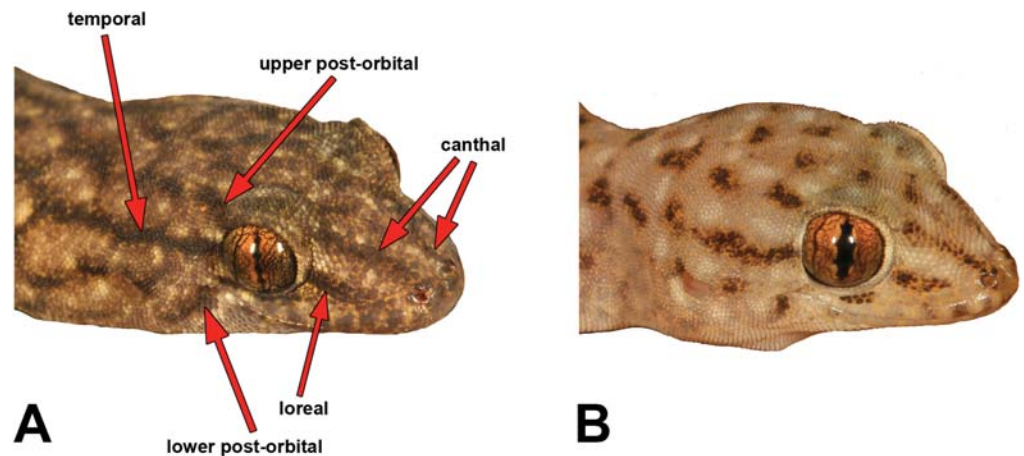 temporal
upper post-orbital
canthal
loreal
lower post-orbital
A
B